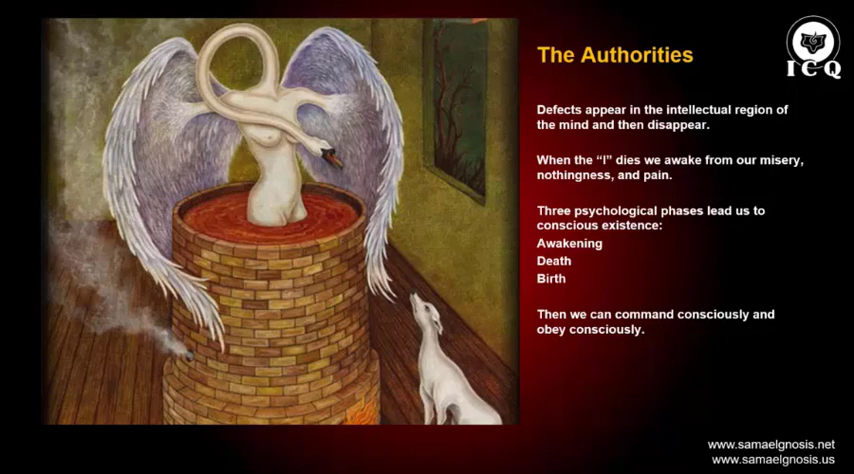 The Authorities
ICQ
Defects appear in the intellectual region of
the mind and then disappear.
When the “I” dies we awake from our misery,
nothingness, and pain.
Three psychological phases lead us to
conscious existence:
Awakening
Death
Birth
Then we can command consciously and
obey consciously.
www.samaelgnosis.net
www.samaelgnosis.us